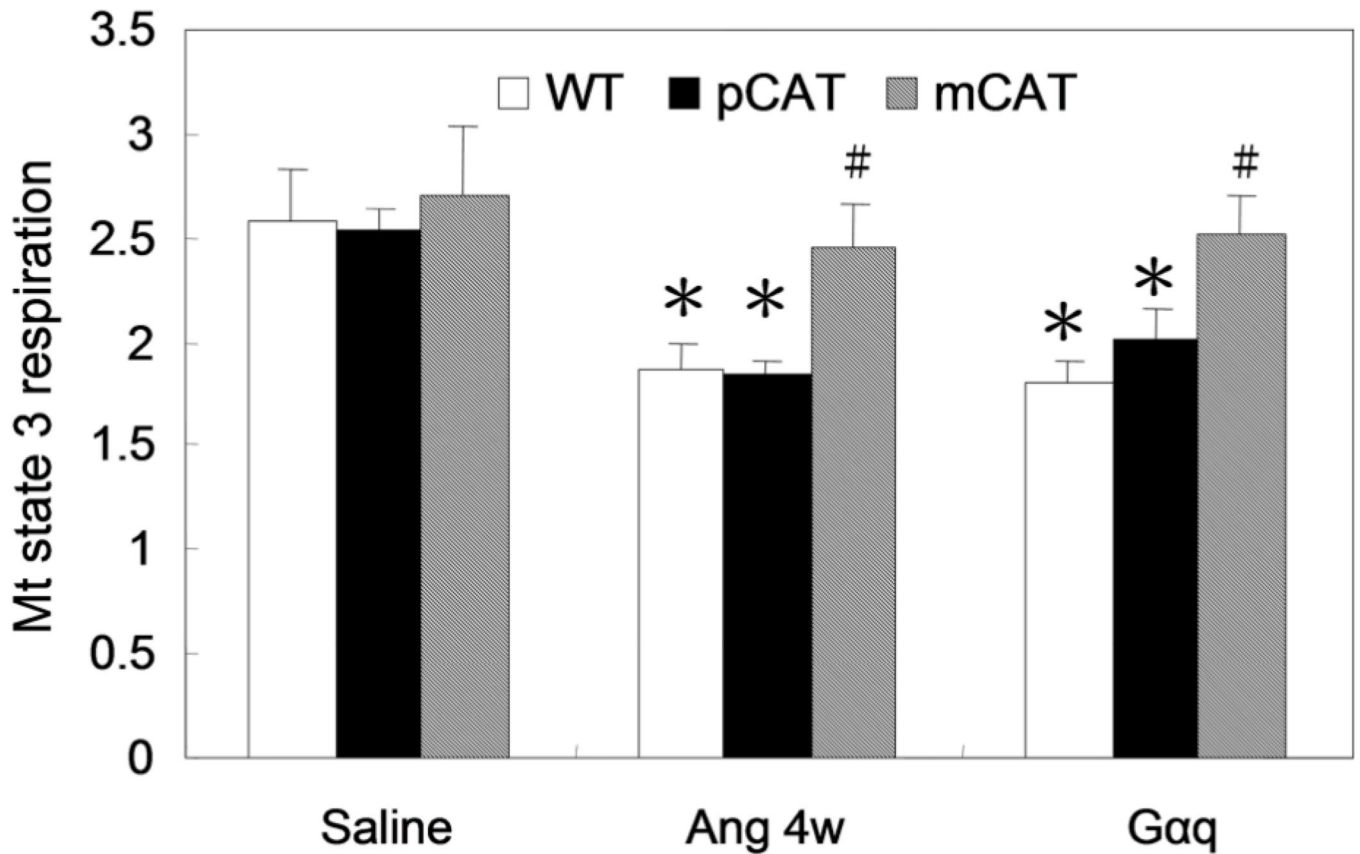 3.5
WT pCAT mCAT
3
# #
2.5
* * * *
2
1.5
1
0.5
0
Mt state 3 respiration
Saline Ang 4w Gαq